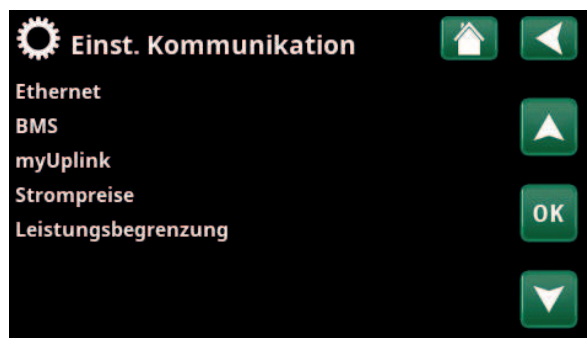 Einst. Kommunikation
Ethernet
BMS
myUplink
Strompreise
OK
Leistungsbegrenzung